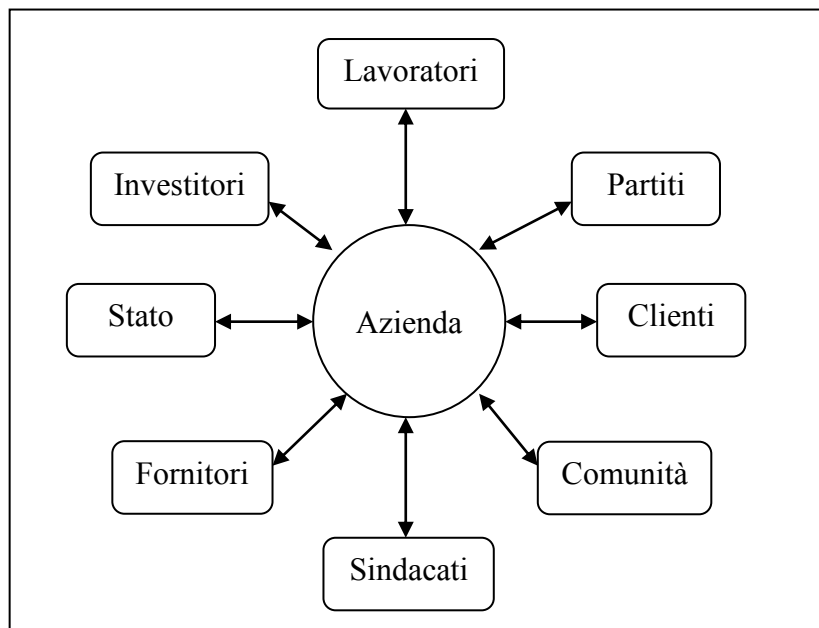 Lavoratori
Investitori
Partiti
Stato
Azienda
Clienti
Fornitori
Comunità
Sindacati